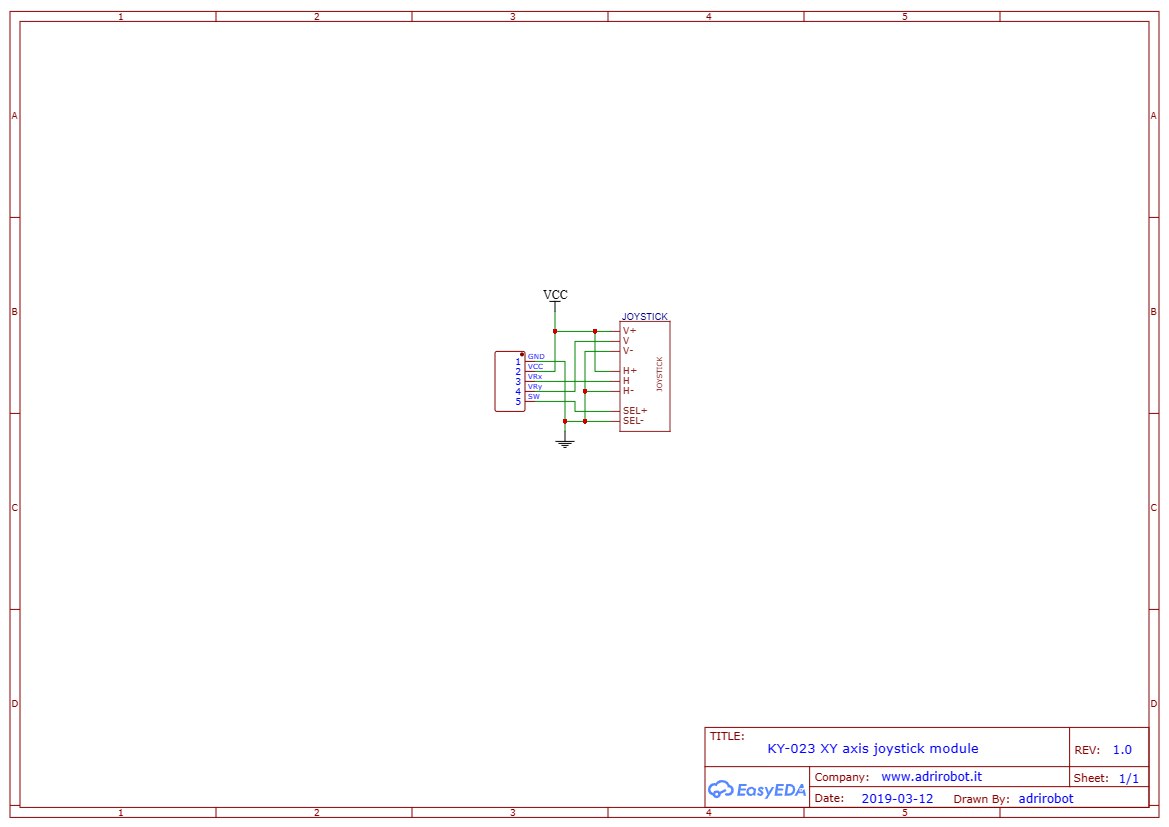 1 2 3 4 5
A A
VCC
B B
JOYSTICK
V+
V
V-
GND
1
VCC
2
VRx
3
VRy
4
SW
5
H+
H
H-
JOYSTICK
SEL+
SEL-
C C
D D
TITLE:
KY-023 XY axis joystick module
REV: 1.0
EasyEDA
Company: www.adrirobot.it
Sheet: 1/1
Date: 2019-03-12 Drawn By: adrirobot
1 2 3 4 5